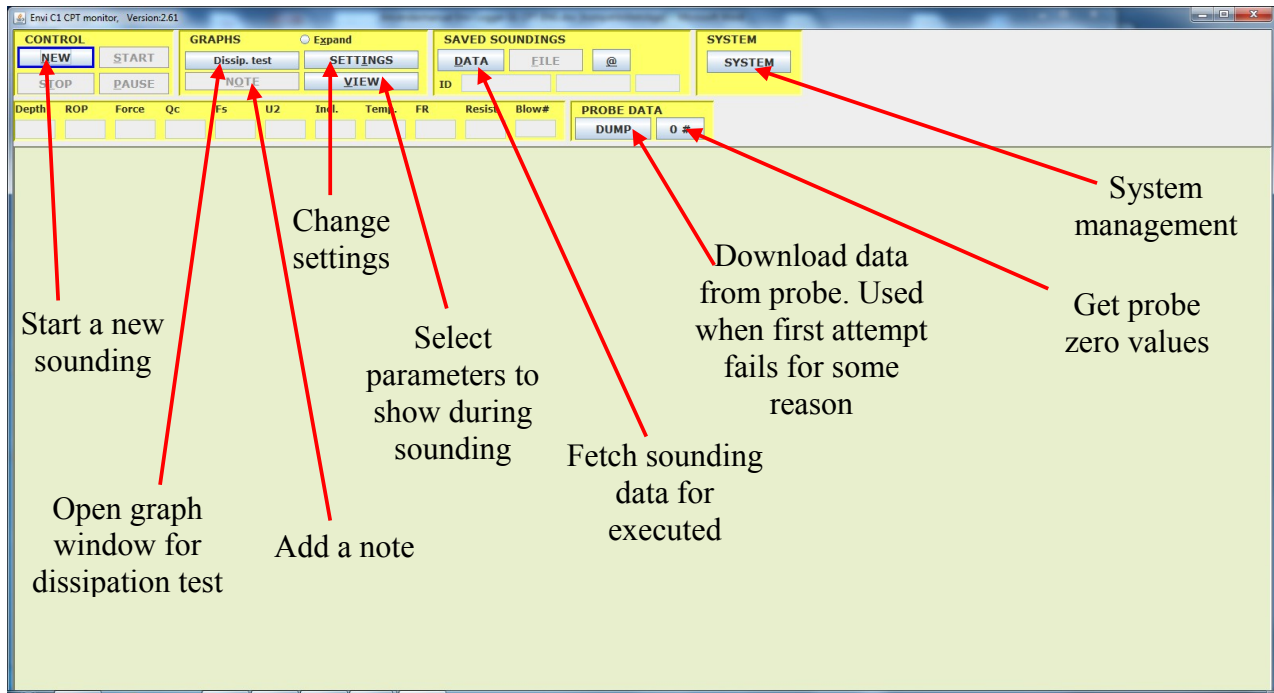 Envi C1 CPT monitor, Version:2.61
CONTROL
NEW START
STOP PAUSE
GRAPHS Expand
Dissip. test SETTINGS
NOTE VIEW
SAVED SOUNDINGS
DATA FILE @
ID
SYSTEM
SYSTEM
Depth ROP Force Qc Fs U2 Incl. Temp. FR Resist. Blow#
PROBE DATA
DUMP 0 #
Start a new
sounding
Change
settings
Select
parameters to
show during
sounding
Download data
from probe. Used
when first attempt
fails for some
reason
System
management
Get probe
zero values
Fetch sounding
data for
executed
Open graph
window for
dissipation test
Add a note